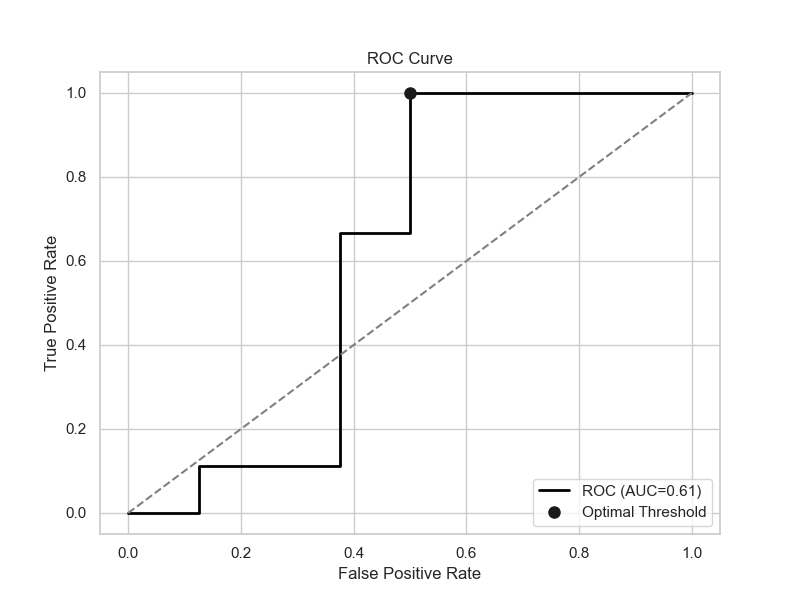 ROC Curve
True Positive Rate
1.0
0.8
0.6
0.4
0.2
0.0
ROC (AUC=0.61)
Optimal Threshold
0.0 0.2 0.4 0.6 0.8 1.0
False Positive Rate